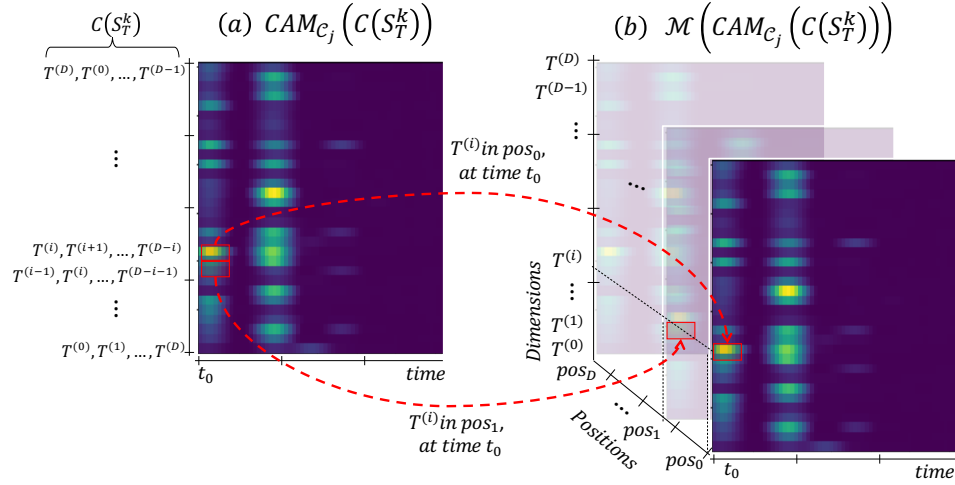 C(S_T^k)
(a) CAM_{C_j}(C(S_T^k))
T^{(D)}, T^{(0)}, ..., T^{(D-1)}
⋮
T^{(i)}, T^{(i+1)}, ..., T^{(D-i)}
T^{(i-1)}, T^{(i)}, ..., T^{(D-i-1)}
⋮
T^{(0)}, T^{(1)}, ..., T^{(D)}
t_0
time
T^{(i)} in pos_0,
at time t_0
T^{(i)} in pos_1,
at time t_0
(b) M(CAM_{C_j}(C(S_T^k)))
T^{(D)}
T^{(D-1)}
⋮
...
T^{(i)}
⋮
T^{(1)}
T^{(0)}
Dimensions
pos_D
...
pos_1
pos_0
Positions
t_0
time